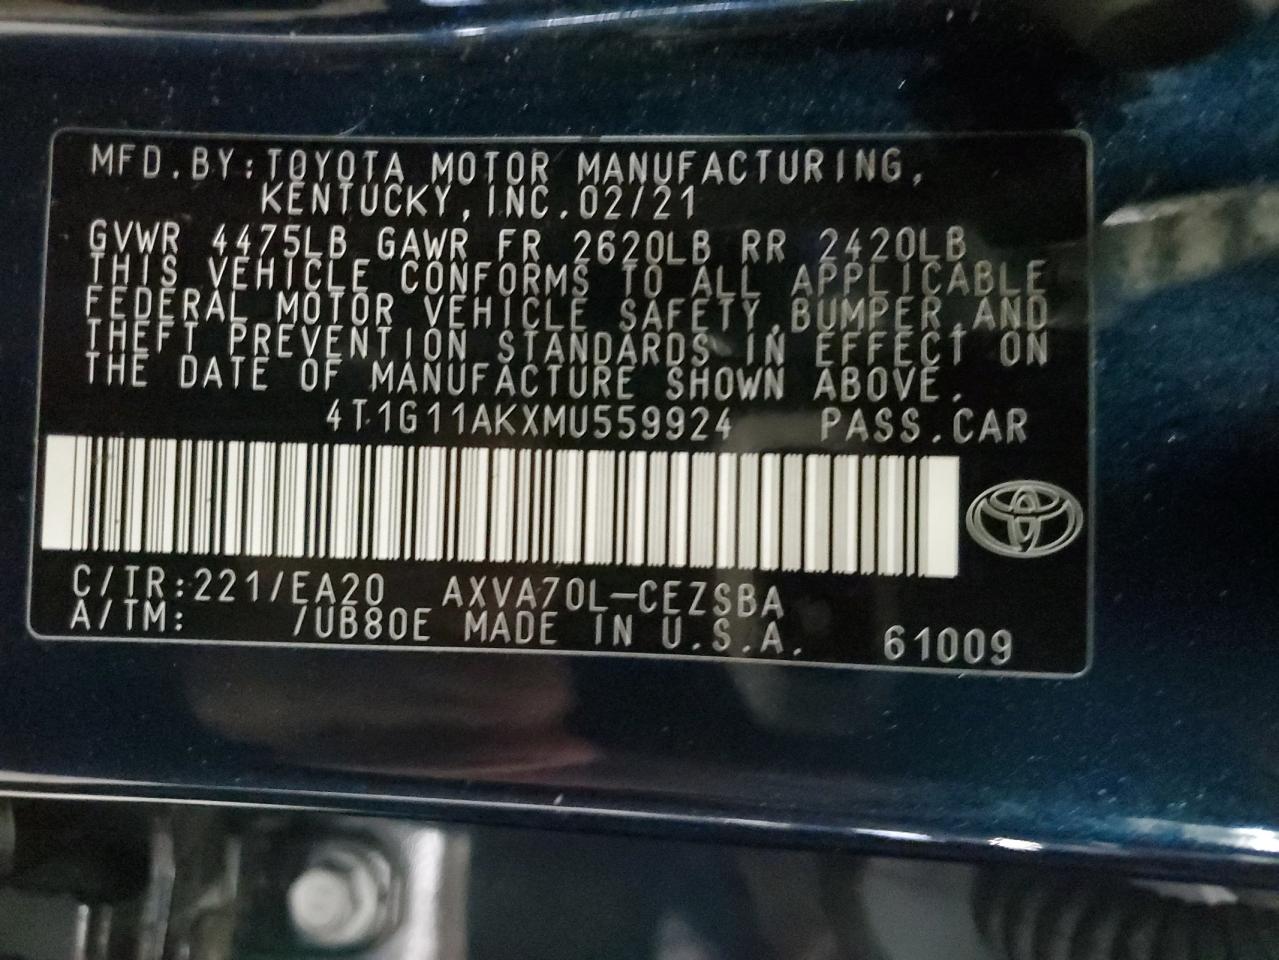 MFD.BY:TOYOTA MOTOR MANUFACTURING,
KENTUCKY,INC.02/21
GVWR 4475LB GAWR FR 2620LB RR 2420LB
THIS VEHICLE CONFORMS TO ALL APPLICABLE
FEDERAL MOTOR VEHICLE SAFETY,BUMPER,AND
THEFT PREVENTION STANDARDS IN EFFECT ON
THE DATE OF MANUFACTURE SHOWN ABOVE.
4T1G11AKXMU559924 PASS.CAR
C/TR:221/EA20 AXVA70L-CEZSBA
A/TM: /UB80E MADE IN U.S.A. 61009